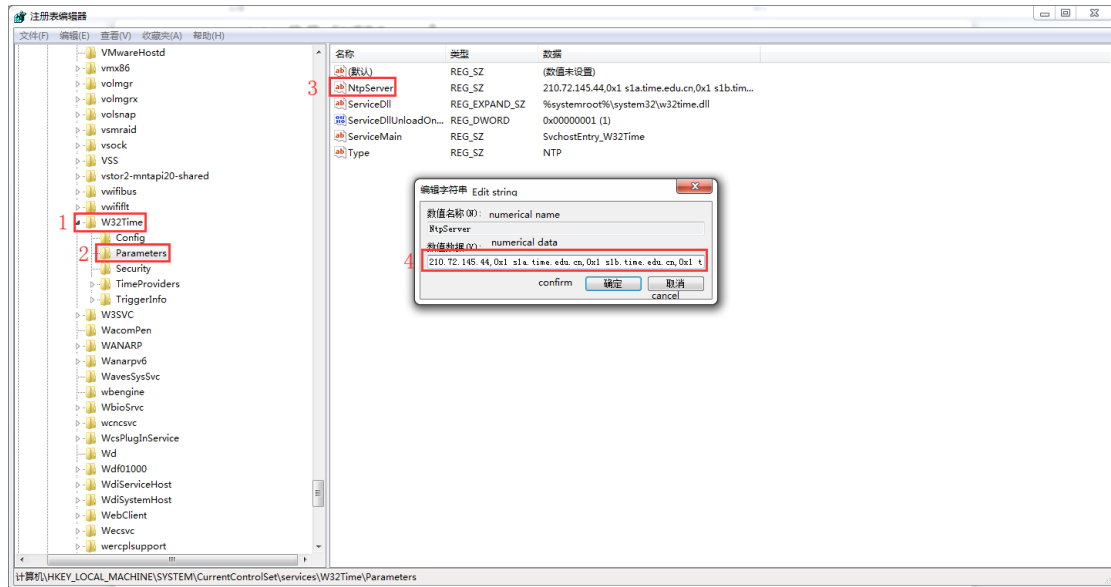 注册表编辑器
文件(F) 编辑(E) 查看(V) 收藏夹(A) 帮助(H)
VMwareHostd
vmx86
volmgr
volmgrx
volsnap
vsmraid
vsock
VSS
vstor2-mntapi20-shared
vwifibus
vwififlt
1
W32Time
Config
2
Parameters
Security
TimeProviders
TriggerInfo
W3SVC
WacomPen
WANARP
Wanarpv6
WavesSysSvc
wbengine
WbioSrvc
wcncsvc
WcsPlugInService
Wd
Wdf01000
WdiServiceHost
WdiSystemHost
WebClient
Wecsvc
wercplsupport
名称 类型 数据
ab (默认) REG_SZ (数值未设置)
3
ab NtpServer REG_SZ 210.72.145.44,0x1 s1a.time.edu.cn,0x1 s1b.tim...
ab ServiceDll REG_EXPAND_SZ %systemroot%\system32\w32time.dll
ServiceDllUnloadOn... REG_DWORD 0x00000001 (1)
ab ServiceMain REG_SZ SvchostEntry_W32Time
ab Type REG_SZ NTP
编辑字符串 Edit string
数值名称(N): numerical name
NtpServer
数值数据(V): numerical data
4
210.72.145.44,0x1 s1a.time.edu.cn,0x1 s1b.time.edu.cn,0x1 t
confirm 确定 取消
cancel
计算机\HKEY_LOCAL_MACHINE\SYSTEM\CurrentControlSet\services\W32Time\Parameters